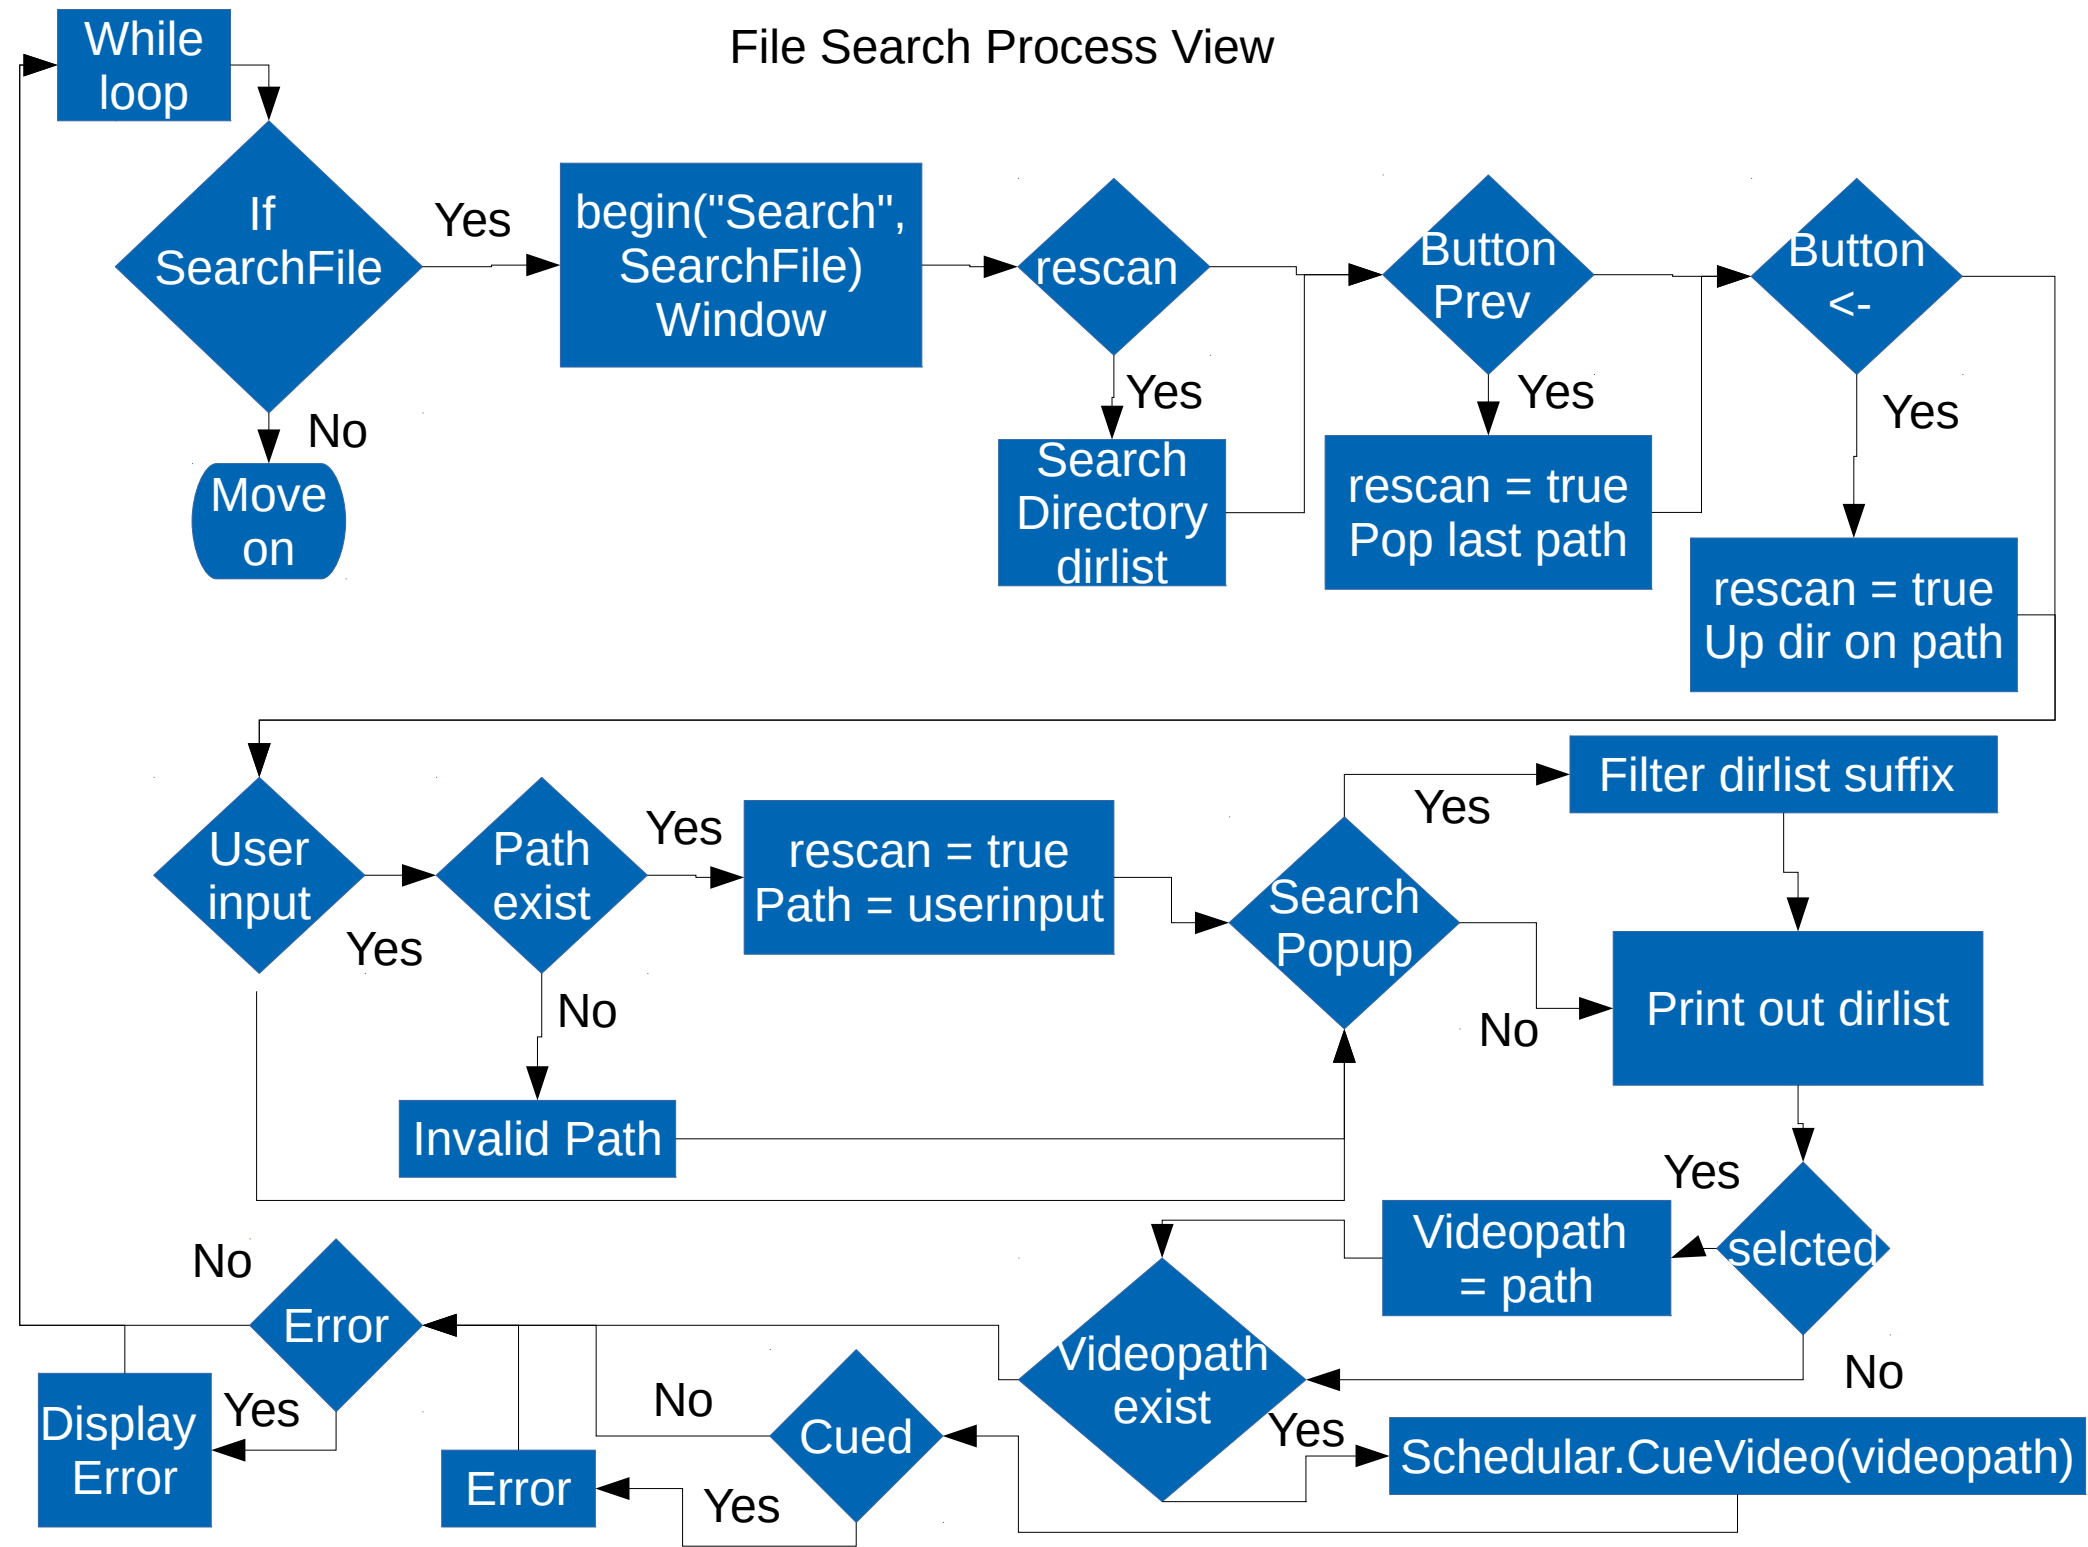 File Search Process View
While
loop
If
SearchFile
Yes
No
Move
on
begin("Search",
SearchFile)
Window
rescan
Yes
Search
Directory
dirlist
Button
Prev
Yes
rescan = true
Pop last path
Button
<-
Yes
rescan = true
Up dir on path
User
input
Yes
Path
exist
Yes
No
Invalid Path
rescan = true
Path = userinput
Search
Popup
Yes
No
Filter dirlist suffix
Print out dirlist
selcted
Yes
No
Videopath
= path
Videopath
exist
Yes
Schedular.CueVideo(videopath)
Cued
No
Yes
Error
Error
No
Yes
Display
Error